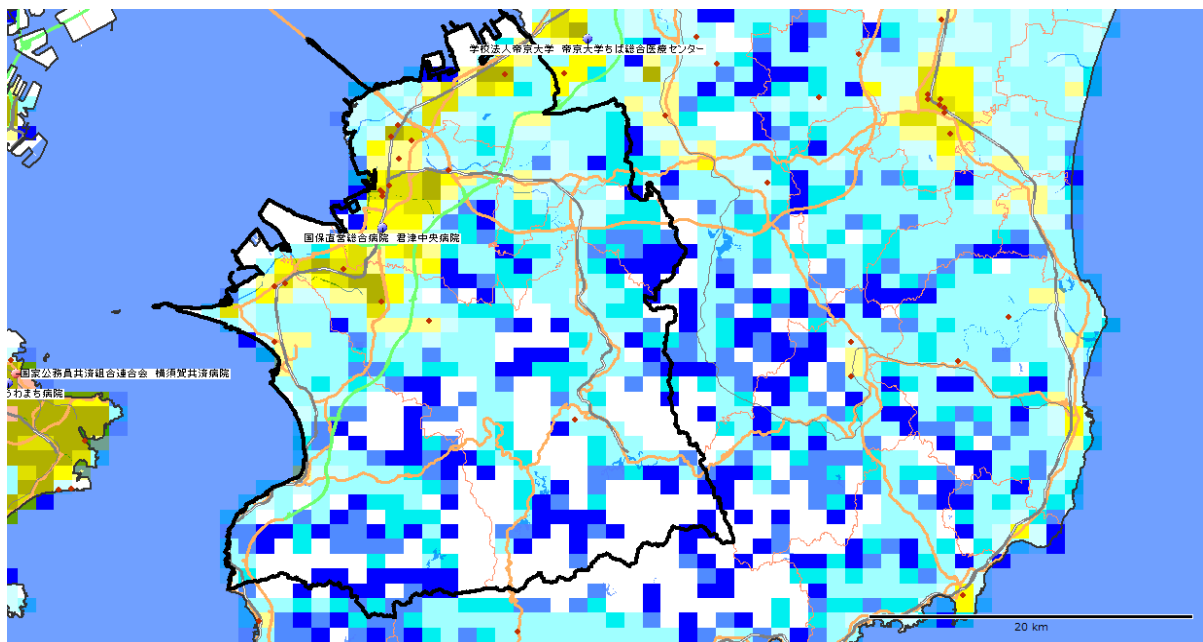 学校法人帝京大学 帝京大学ちば総合医療センター
国保直営総合病院 君津中央病院
国家公務員共済組合連合会 横須賀共済病院
うわまち病院
20 km